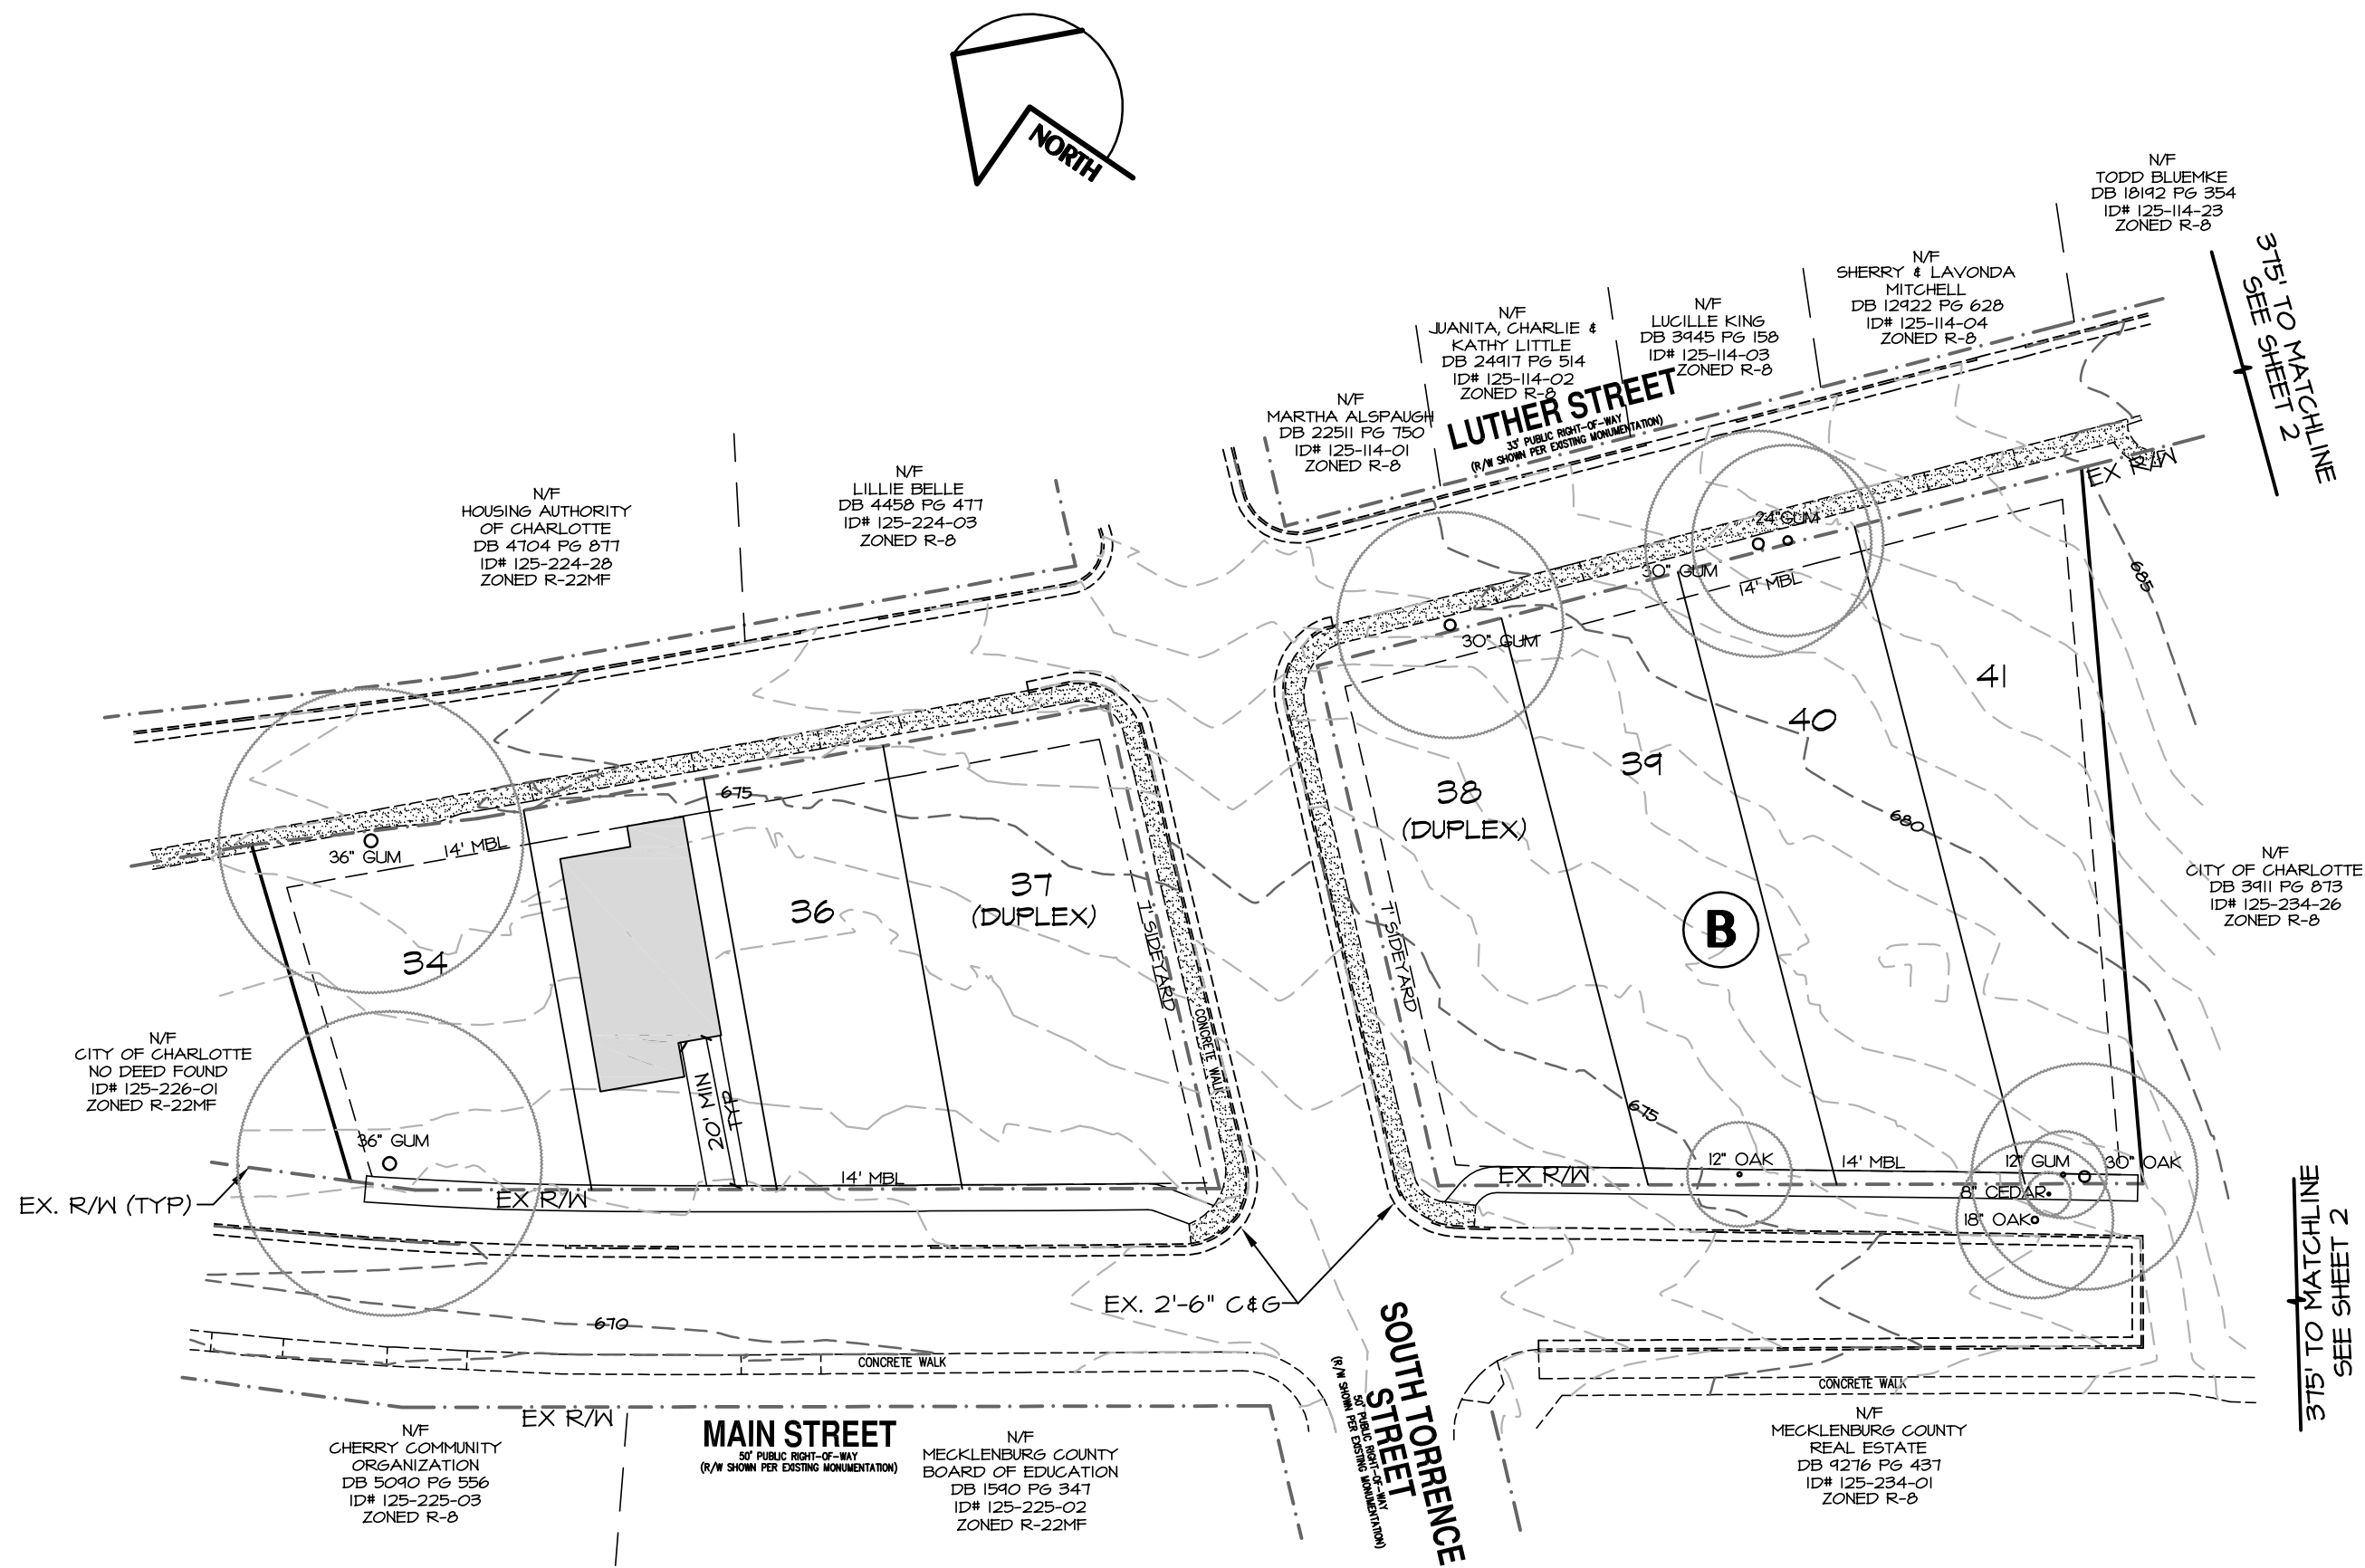 NORTH
N/F
TODD BLUEMKE
DB 18192 PG 354
ID# 125-114-23
ZONED R-8
375' TO MATCHLINE
SEE SHEET 2
N/F
SHERRY & LAVONDA
MITCHELL
DB 12922 PG 628
ID# 125-114-04
ZONED R-8
N/F
LUCILLE KING
DB 3945 PG 158
ID# 125-114-03
ZONED R-8
N/F
JUANITA, CHARLIE &
KATHY LITTLE
DB 24917 PG 514
ID# 125-114-02
ZONED R-8
N/F
MARTHA ALSPAUGH
DB 22511 PG 750
ID# 125-114-01
ZONED R-8
LUTHER STREET
33' PUBLIC RIGHT-OF-WAY
(R/W SHOWN PER EXISTING MONUMENTATION)
N/F
LILLIE BELLE
DB 4458 PG 477
ID# 125-224-03
ZONED R-8
N/F
HOUSING AUTHORITY
OF CHARLOTTE
DB 4704 PG 877
ID# 125-224-28
ZONED R-22MF
EX R/W
685
24" GUM
30" GUM
14' MBL
30" GUM
41
40
39
38
(DUPLEX)
680
B
675
36" GUM
14' MBL
34
36
37
(DUPLEX)
7' SIDEYARD
7' SIDEYARD
CONCRETE WALK
N/F
CITY OF CHARLOTTE
DB 3911 PG 873
ID# 125-234-26
ZONED R-8
N/F
CITY OF CHARLOTTE
NO DEED FOUND
ID# 125-226-01
ZONED R-22MF
20' MIN
TYP
675
36" GUM
14' MBL
EX R/W
EX. R/W (TYP)
EX R/W
12" OAK
14' MBL
12" GUM
30" OAK
8" CEDAR
18" OAK
EX. 2'-6" C&G
670
CONCRETE WALK
CONCRETE WALK
375' TO MATCHLINE
SEE SHEET 2
EX R/W
MAIN STREET
50' PUBLIC RIGHT-OF-WAY
(R/W SHOWN PER EXISTING MONUMENTATION)
SOUTH TORRENCE
STREET
50' PUBLIC RIGHT-OF-WAY
(R/W SHOWN PER EXISTING MONUMENTATION)
N/F
CHERRY COMMUNITY
ORGANIZATION
DB 5090 PG 556
ID# 125-225-03
ZONED R-8
N/F
MECKLENBURG COUNTY
BOARD OF EDUCATION
DB 1590 PG 347
ID# 125-225-02
ZONED R-22MF
N/F
MECKLENBURG COUNTY
REAL ESTATE
DB 9276 PG 437
ID# 125-234-01
ZONED R-8